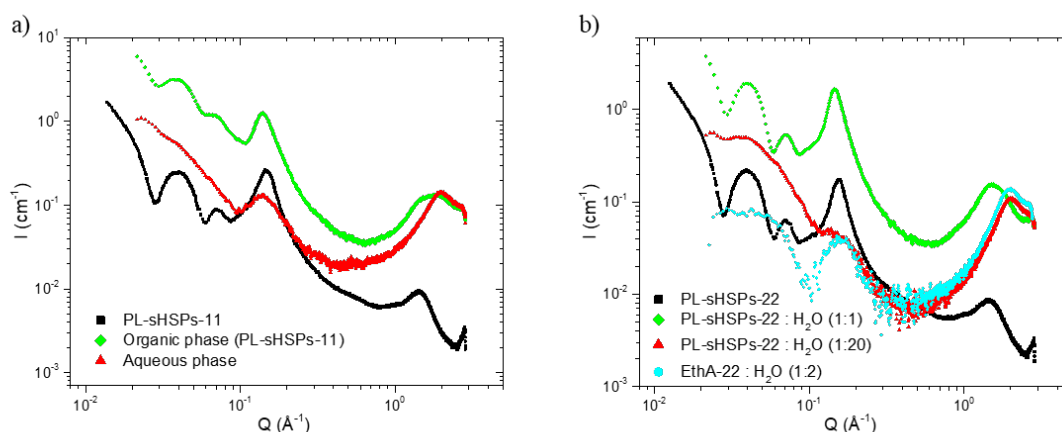 a)
10¹
10⁰
10⁻¹
10⁻²
10⁻³
I (cm⁻¹)
PL-sHSPs-11
Organic phase (PL-sHSPs-11)
Aqueous phase
10⁻² 10⁻¹ 10⁰
Q (Å⁻¹)
b)
10⁰
10⁻¹
10⁻²
10⁻³
I (cm⁻¹)
PL-sHSPs-22
PL-sHSPs-22 : H₂O (1:1)
PL-sHSPs-22 : H₂O (1:20)
EthA-22 : H₂O (1:2)
10⁻² 10⁻¹ 10⁰
Q (Å⁻¹)